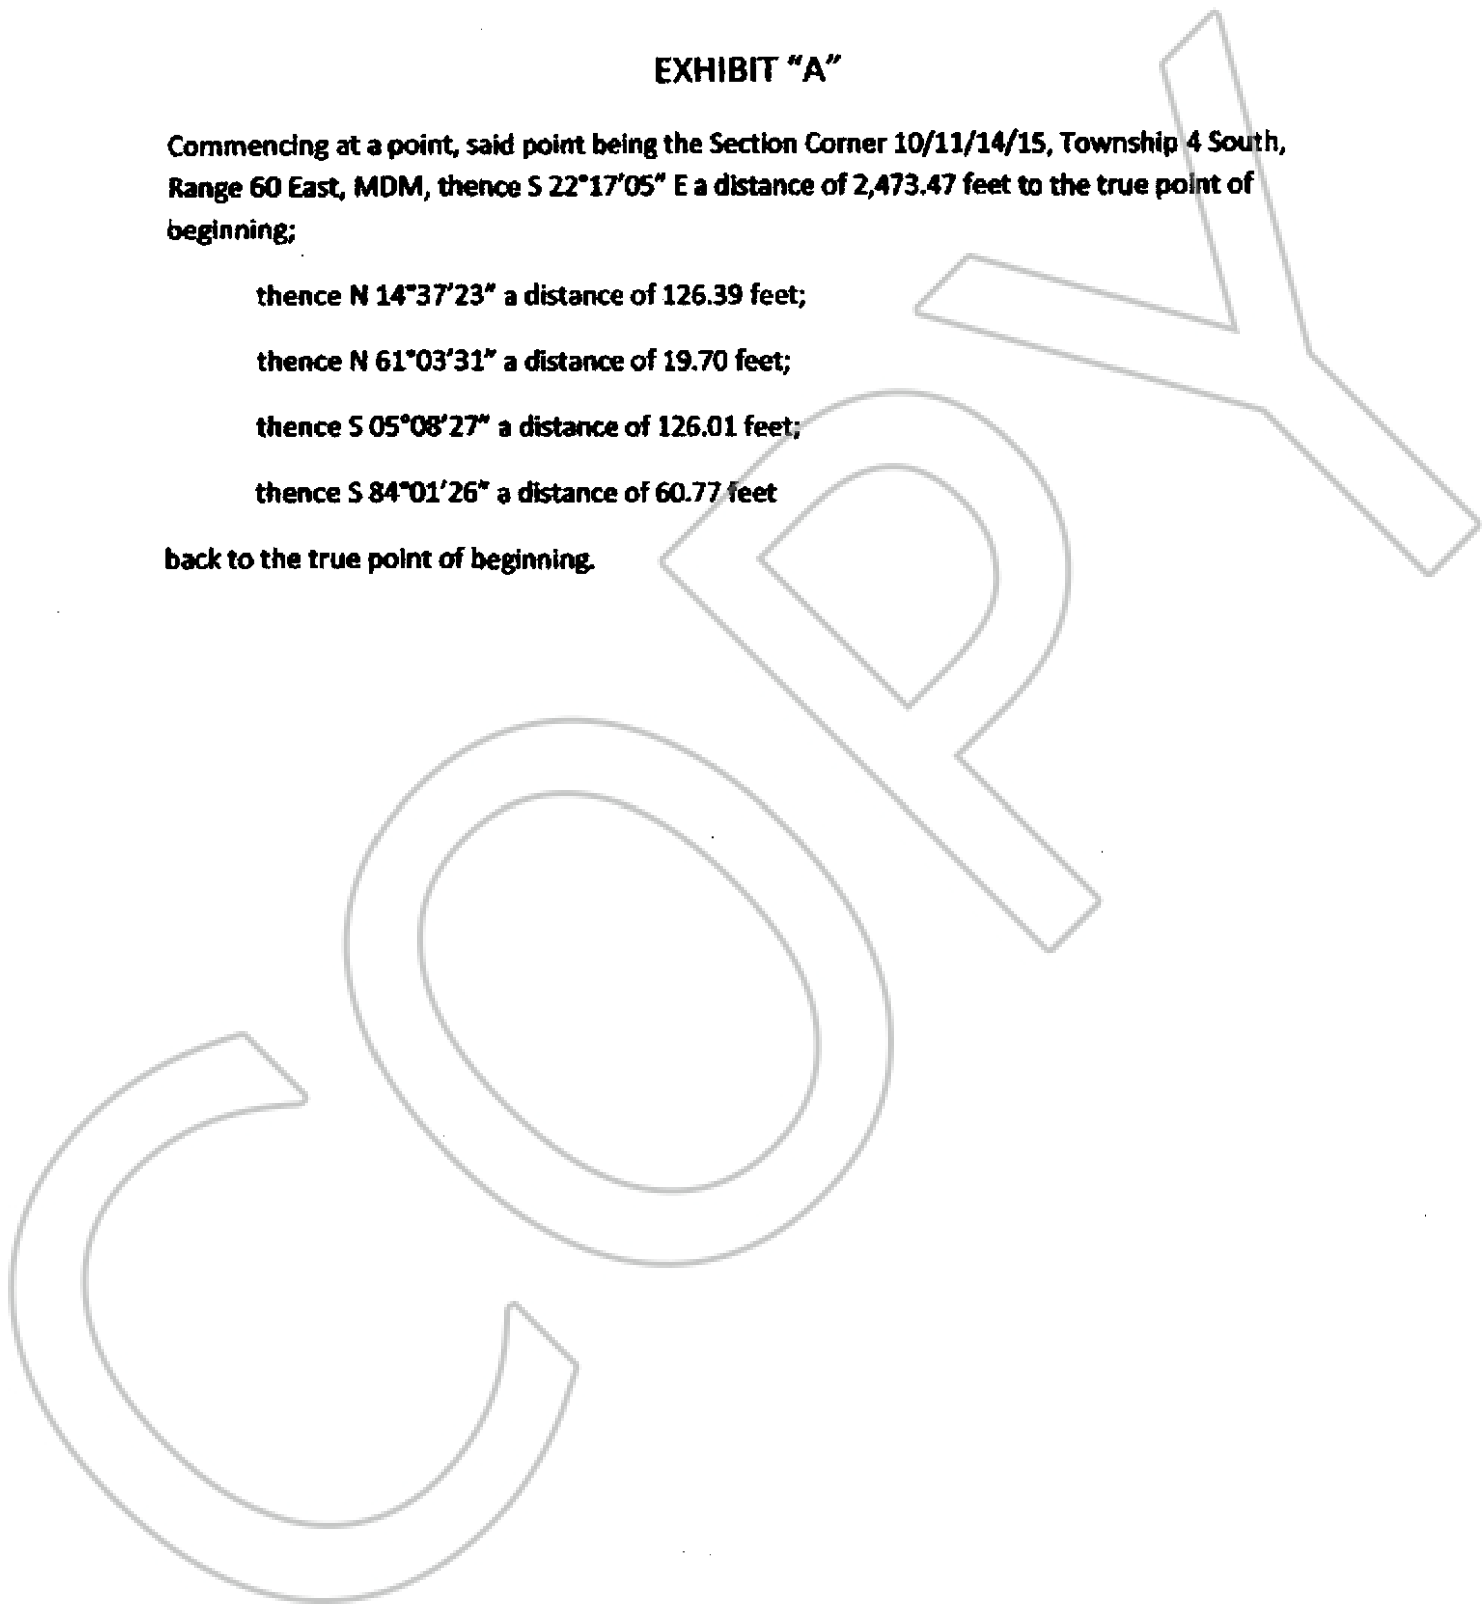 EXHIBIT “A”
Commencing at a point, said point being the Section Corner 10/11/14/15, Township 4 South,
Range 60 East, MDM, thence S 22°17'05" E a distance of 2,473.47 feet to the true point of
beginning;
thence N 14°37'23" a distance of 126.39 feet;
thence N 61°03'31" a distance of 19.70 feet;
thence S 05°08'27" a distance of 126.01 feet;
thence S 84°01'26" a distance of 60.77 feet
back to the true point of beginning.
COPY